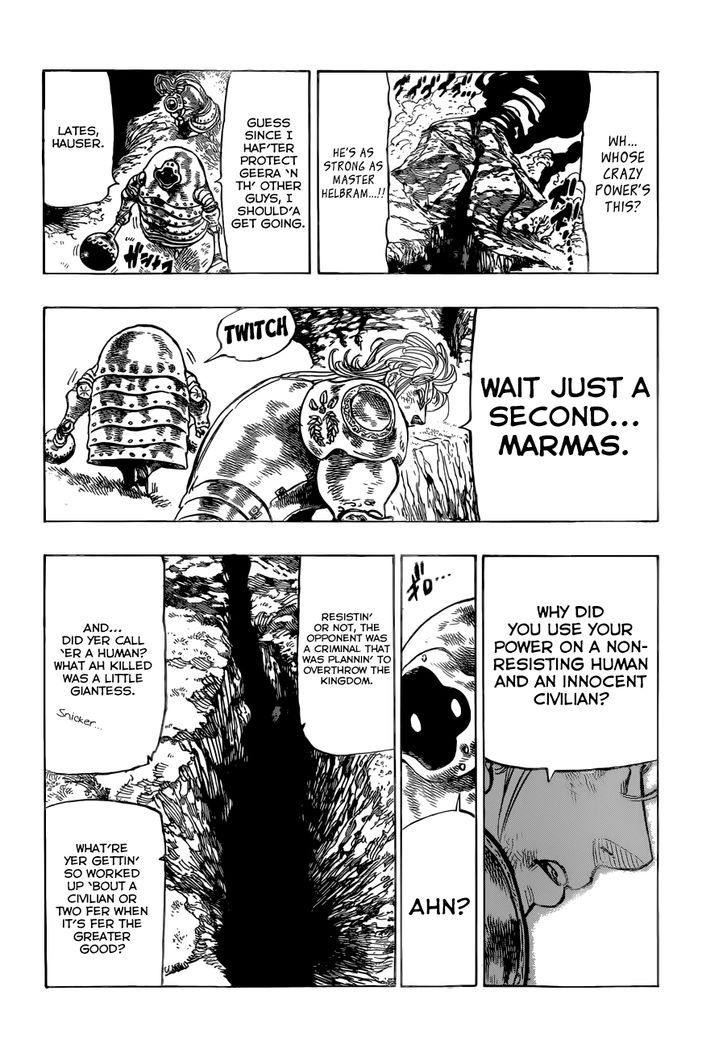 WH...
WHOSE
CRAZY
POWER'S
THIS?
HE'S AS
STRONG AS
MASTER
HELBRAM...!!
GUESS
SINCE I
HAF'TER
PROTECT
GEERA 'N
TH' OTHER
GUYS, I
SHOULD'A
GET GOING.
LATES,
HAUSER.
WAIT JUST A
SECOND...
MARMAS.
TWITCH
WHY DID
YOU USE YOUR
POWER ON A NON-
RESISTING HUMAN
AND AN INNOCENT
CIVILIAN?
AHN?
RESISTIN'
OR NOT, THE
OPPONENT WAS
A CRIMINAL THAT
WAS PLANNIN' TO
OVERTHROW THE
KINGDOM.
AND...
DID YER CALL
'ER A HUMAN?
WHAT AH KILLED
WAS A LITTLE
GIANTESS.
Snicker...
WHAT'RE
YER GETTIN'
SO WORKED
UP 'BOUT A
CIVLIAN OR
TWO FER WHEN
IT'S FER THE
GREATER
GOOD?